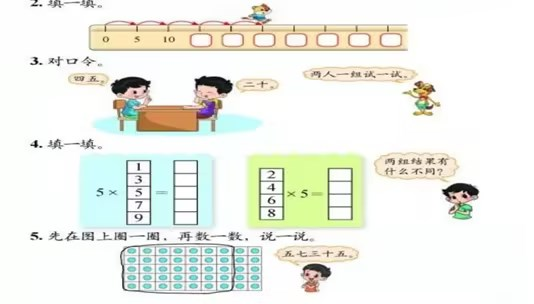 2. 填一填。
0 5 10
3. 对口令。
四五。
二十。
两人一组试一试。
4. 填一填。
5 × 1 3 5 7 9 =
2 4 6 8 × 5 =
两组结果有
什么不同？
5. 先在图上圈一圈，再数一数，说一说。
五七三十五。